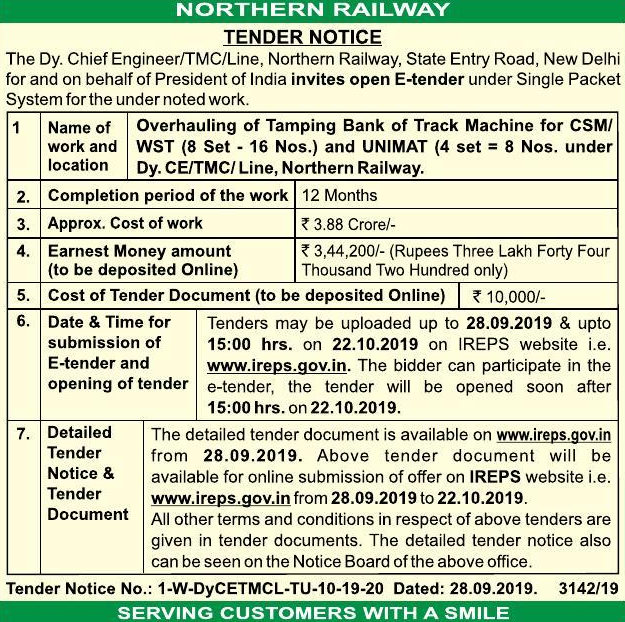 NORTHERN RAILWAY
TENDER NOTICE
The Dy. Chief Engineer/TMC/Line, Northern Railway, State Entry Road, New Delhi
for and on behalf of President of India invites open E-tender under Single Packet
System for the under noted work.
1 Name of work and location
Overhauling of Tamping Bank of Track Machine for CSM/
WST (8 Set - 16 Nos.) and UNIMAT (4 set = 8 Nos. under
Dy. CE/TMC/ Line, Northern Railway.
2. Completion period of the work 12 Months
3. Approx. Cost of work ₹ 3.88 Crore/-
4. Earnest Money amount
(to be deposited Online)
₹ 3,44,200/- (Rupees Three Lakh Forty Four
Thousand Two Hundred only)
5. Cost of Tender Document (to be deposited Online) ₹ 10,000/-
6. Date & Time for
submission of
E-tender and
opening of tender
Tenders may be uploaded up to 28.09.2019 & upto
15:00 hrs. on 22.10.2019 on IREPS website i.e.
www.ireps.gov.in. The bidder can participate in the
e-tender, the tender will be opened soon after
15:00 hrs. on 22.10.2019.
7. Detailed
Tender
Notice &
Tender
Document
The detailed tender document is available on www.ireps.gov.in
from 28.09.2019. Above tender document will be
available for online submission of offer on IREPS website i.e.
www.ireps.gov.in from 28.09.2019 to 22.10.2019.
All other terms and conditions in respect of above tenders are
given in tender documents. The detailed tender notice also
can be seen on the Notice Board of the above office.
Tender Notice No.: 1-W-DyCETMCL-TU-10-19-20 Dated: 28.09.2019. 3142/19
SERVING CUSTOMERS WITH A SMILE